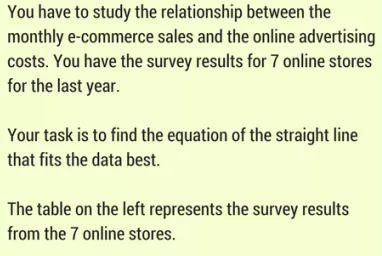 You have to study the relationship between the
monthly e-commerce sales and the online advertising
costs. You have the survey results for 7 online stores
for the last year.
Your task is to find the equation of the straight line
that fits the data best.
The table on the left represents the survey results
from the 7 online stores.